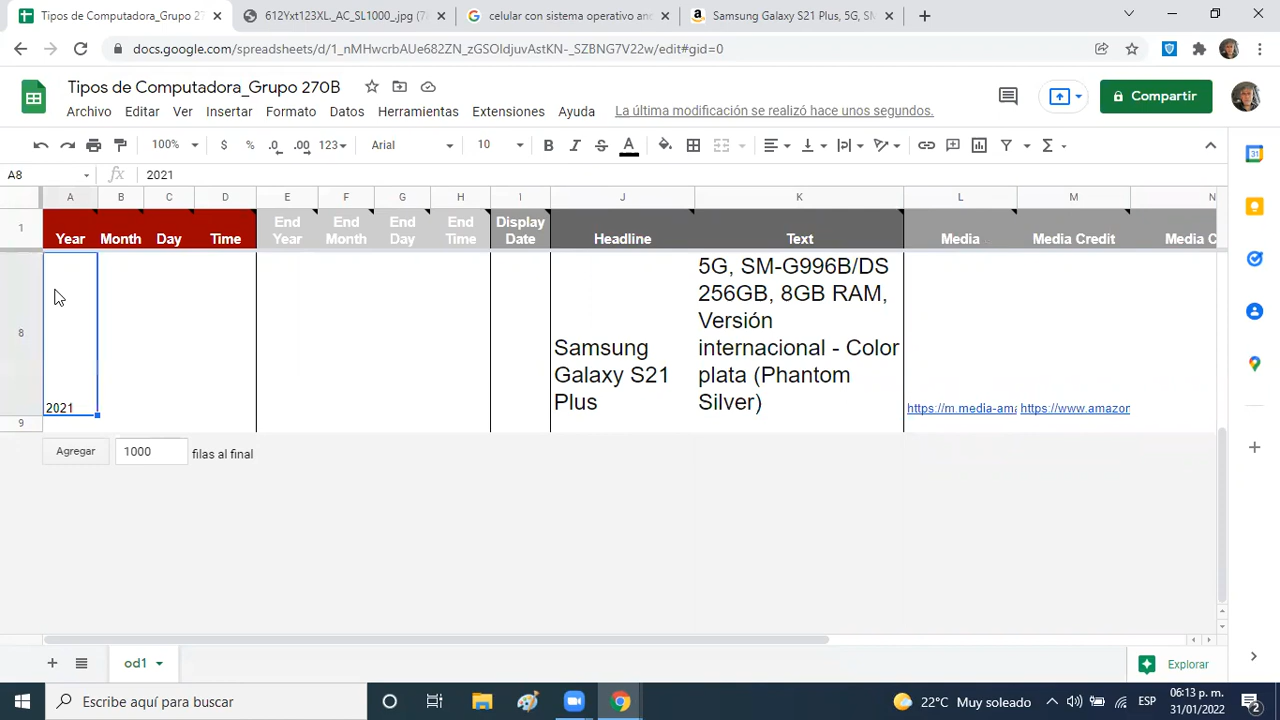 Tipos de Computadora_Grupo 270
612Yxt123XL_AC_SL1000_.jpg (7
celular con sistema operativo an
Samsung Galaxy S21 Plus, 5G, SM
docs.google.com/spreadsheets/d/1_nMHwcrbAUe682ZN_zGSOIdjuvAstKN-_SZBNG7V22w/edit#gid=0
Tipos de Computadora_Grupo 270B
Archivo Editar Ver Insertar Formato Datos Herramientas Extensiones Ayuda La última modificación se realizó hace unos segundos.
Compartir
100% $ % .0 .00 123 Arial 10 B I S A
A8 fx 2021
A B C D E F G H I J K L M N
1 Year Month Day Time End Year End Month End Day End Time Display Date Headline Text Media Media Credit Media C
5G, SM-G996B/DS
256GB, 8GB RAM,
Versión
Samsung internacional - Color
Galaxy S21 plata (Phantom
Plus Silver)
8 2021 https://m.media-ama https://www.amazon
9
Agregar 1000 filas al final
od1
Explorar
Escribe aquí para buscar
22°C Muy soleado
ESP
06:13 p. m.
31/01/2022
2